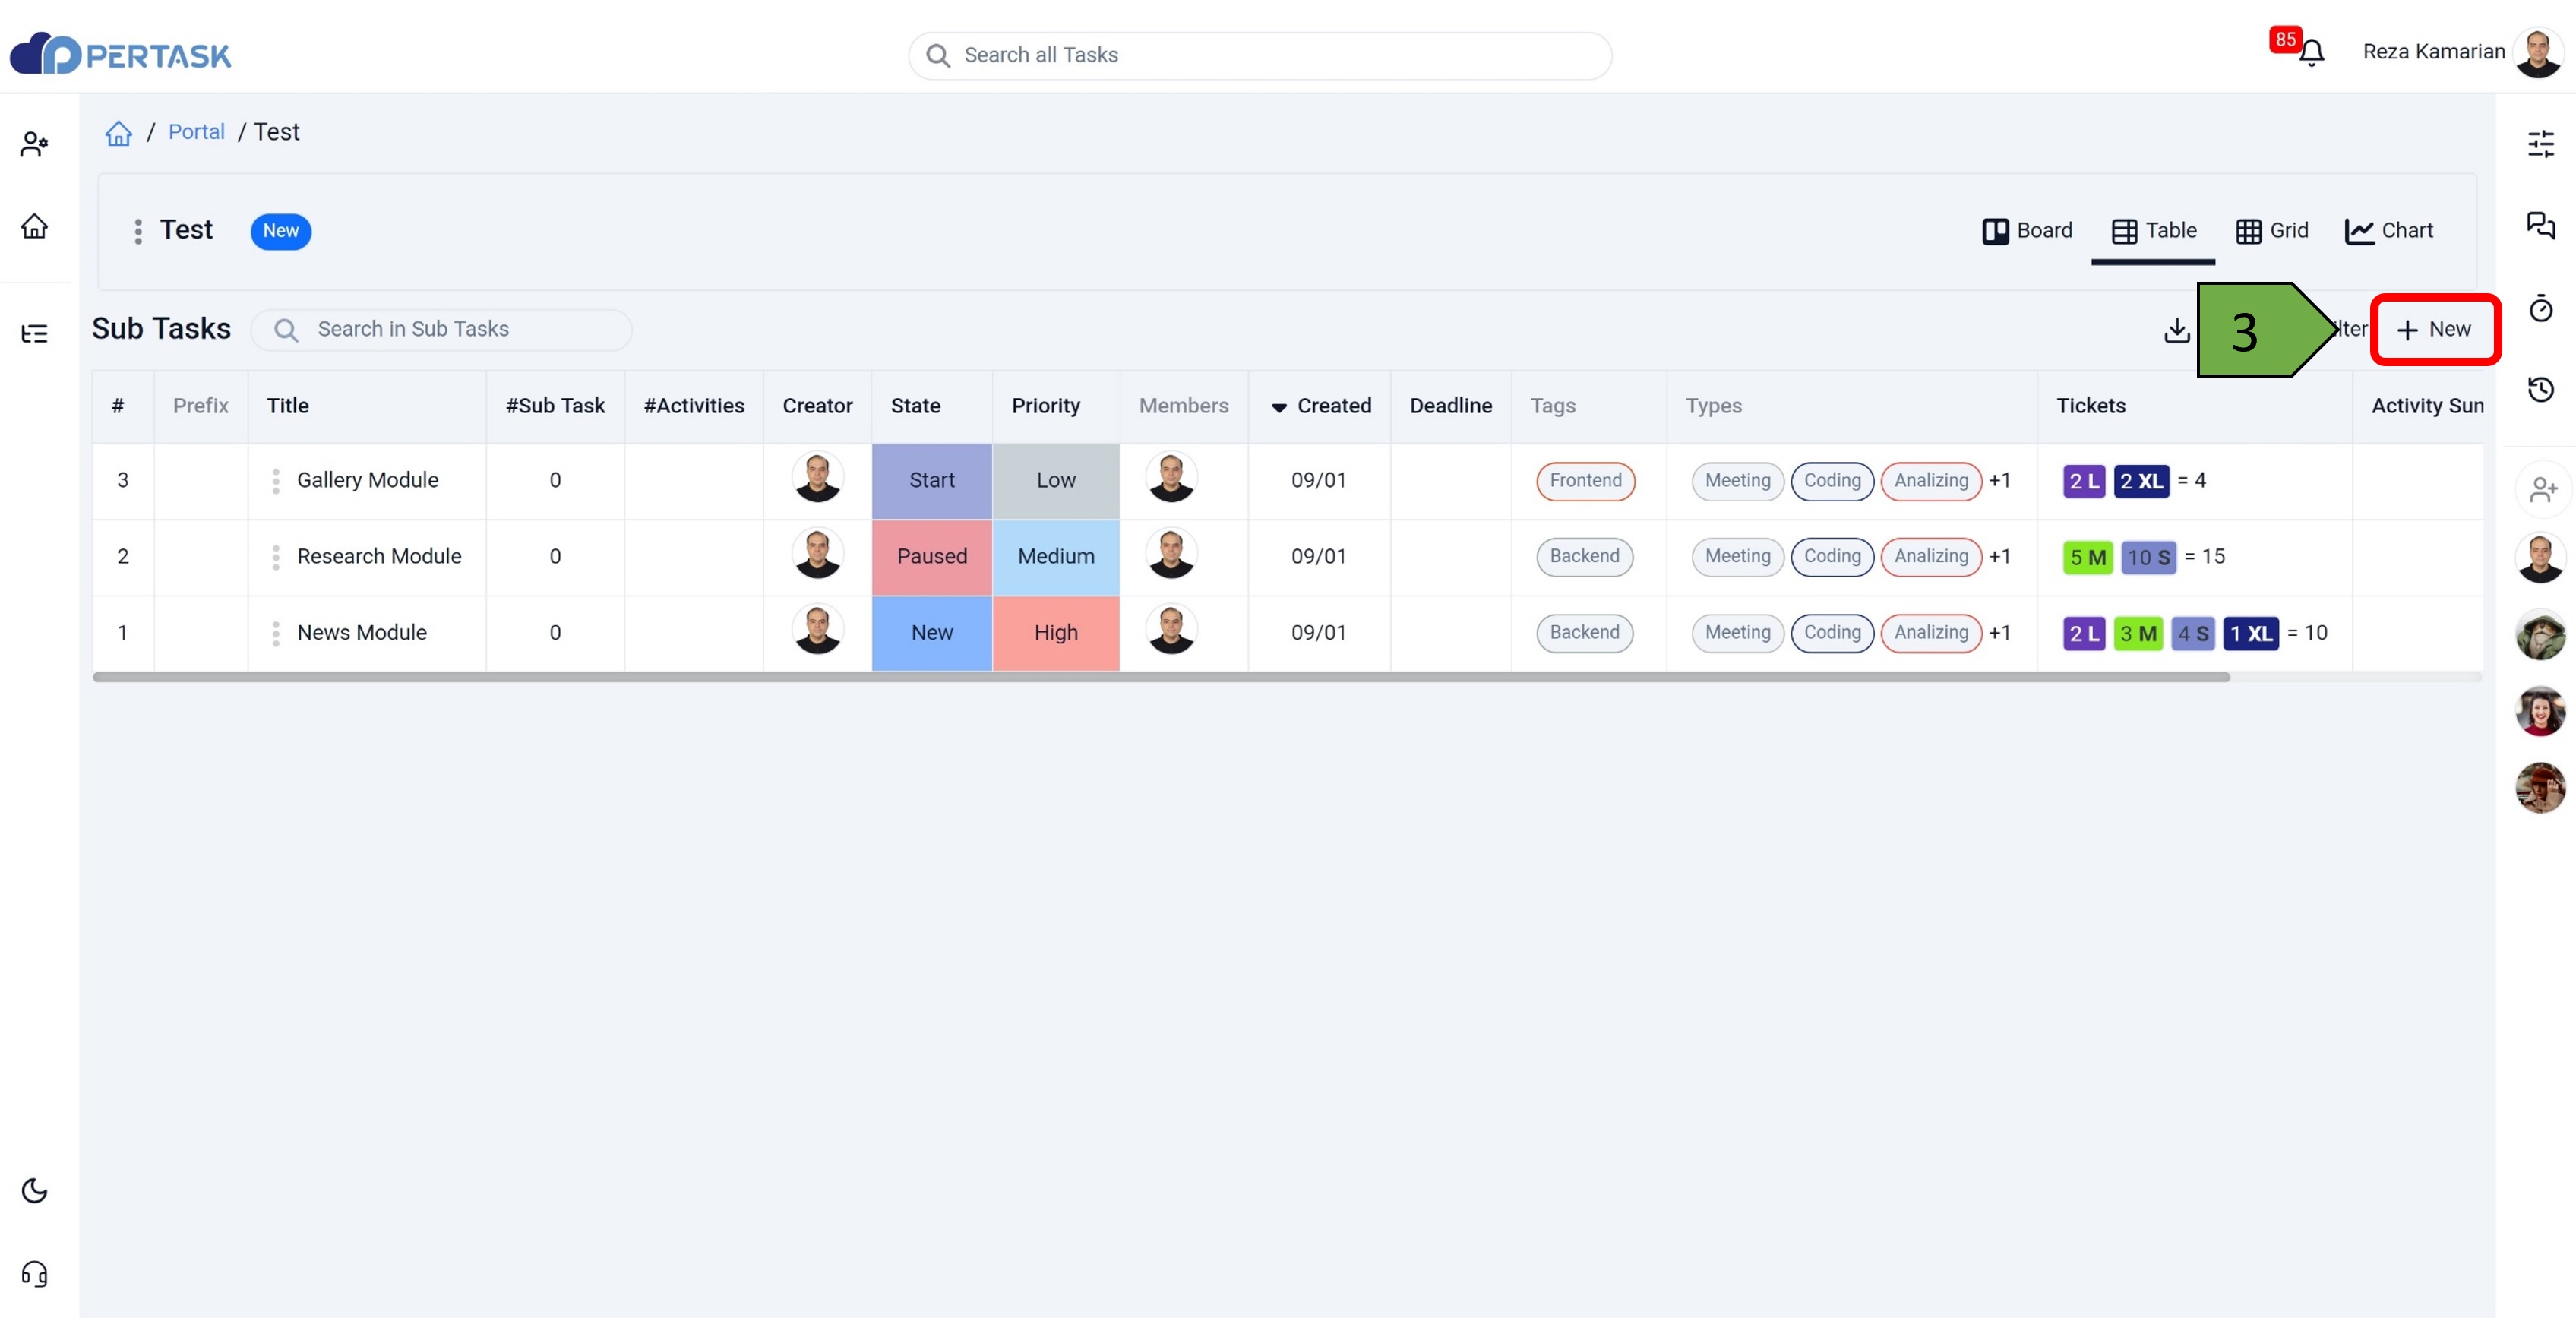 PERTASK
Search all Tasks
85
Reza Kamarian
/ Portal / Test
Test New
Board Table Grid Chart
Sub Tasks Search in Sub Tasks
3
+ New
# Prefix Title #Sub Task #Activities Creator State Priority Members Created Deadline Tags Types Tickets Activity Sun
3 Gallery Module 0 Start Low 09/01 Frontend Meeting Coding Analizing +1 2 L 2 XL = 4
2 Research Module 0 Paused Medium 09/01 Backend Meeting Coding Analizing +1 5 M 10 S = 15
1 News Module 0 New High 09/01 Backend Meeting Coding Analizing +1 2 L 3 M 4 S 1 XL = 10